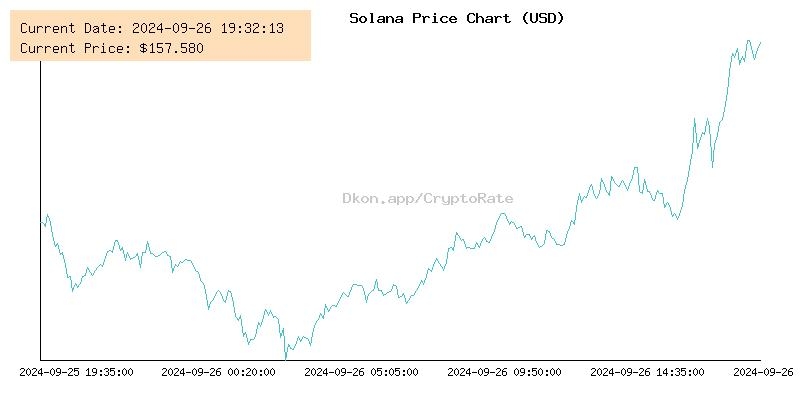 Solana Price Chart (USD)
Current Date: 2024-09-26 19:32:13
Current Price: $157.580
Dkon.app/CryptoRate
2024-09-25 19:35:00
2024-09-26 00:20:00
2024-09-26 05:05:00
2024-09-26 09:50:00
2024-09-26 14:35:00
2024-09-26